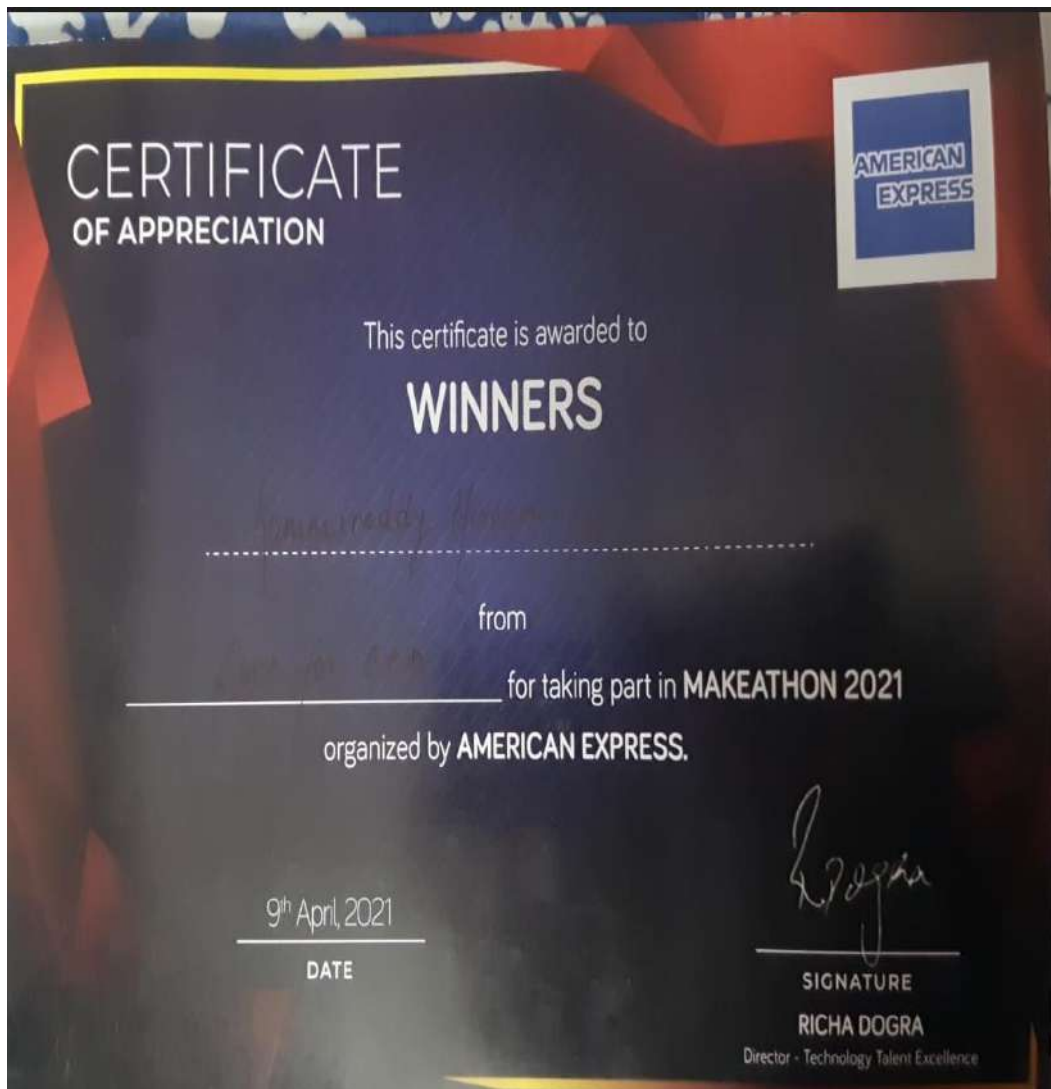 CERTIFICATE
OF APPRECIATION
AMERICAN
EXPRESS
This certificate is awarded to
WINNERS
from
for taking part in MAKEATHON 2021
organized by AMERICAN EXPRESS.
9th April, 2021
DATE
R Dogra
SIGNATURE
RICHA DOGRA
Director - Technology Talent Excellence